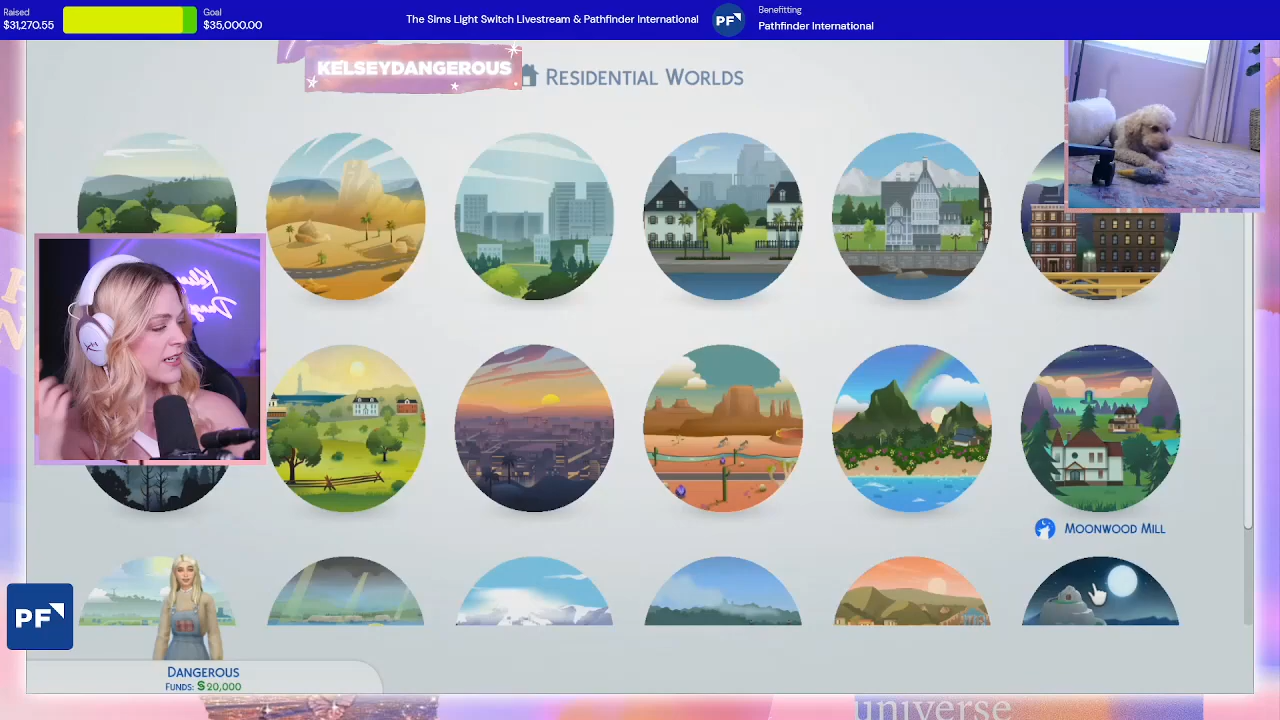 Raised
$31,270.55
Goal
$35,000.00
The Sims Light Switch Livestream & Pathfinder International
PF
Benefitting
Pathfinder International
KELSEYDANGEROUS
RESIDENTIAL WORLDS
MOONWOOD MILL
PF
DANGEROUS
FUNDS: $20,000
universe